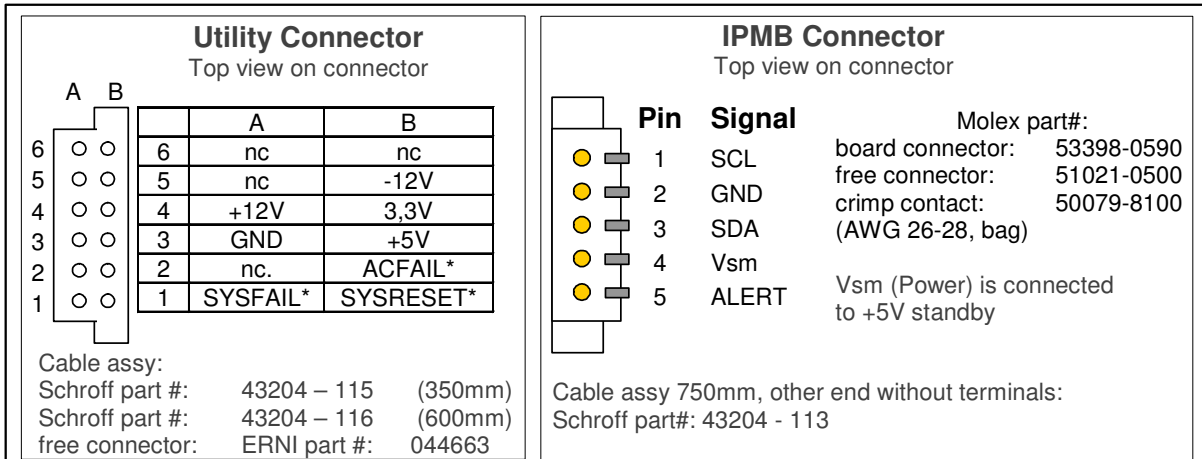 Utility Connector
Top view on connector
A B
A B
6 6 nc nc
5 5 nc -12V
4 4 +12V 3,3V
3 3 GND +5V
2 2 nc. ACFAIL*
1 1 SYSFAIL* SYSRESET*
Cable assy:
Schroff part #: 43204 – 115 (350mm)
Schroff part #: 43204 – 116 (600mm)
free connector: ERNI part #: 044663
IPMB Connector
Top view on connector
Pin Signal
1 SCL
2 GND
3 SDA
4 Vsm
5 ALERT
Molex part#:
board connector: 53398-0590
free connector: 51021-0500
crimp contact: 50079-8100
(AWG 26-28, bag)
Vsm (Power) is connected
to +5V standby
Cable assy 750mm, other end without terminals:
Schroff part#: 43204 - 113